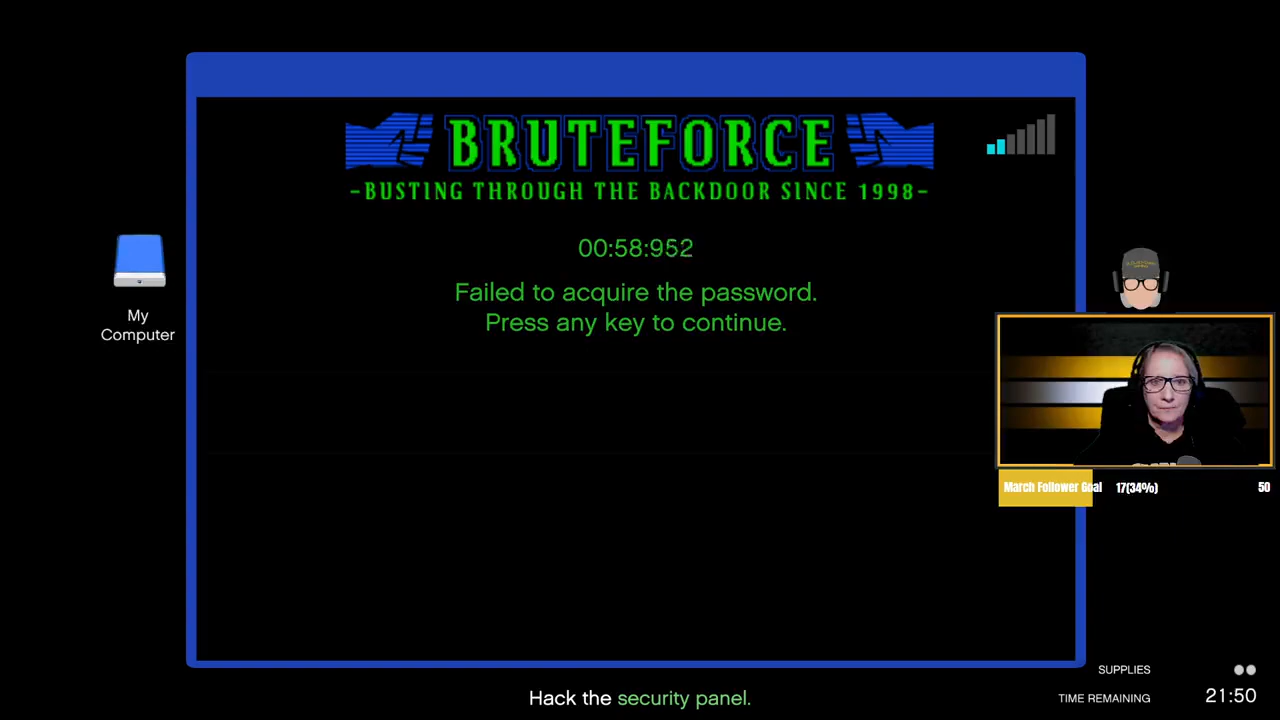 BRUTEFORCE
-BUSTING THROUGH THE BACKDOOR SINCE 1998-
00:58:952
Failed to acquire the password.
Press any key to continue.
My
Computer
March Follower Goal 17(34%) 50
SUPPLIES
TIME REMAINING 21:50
Hack the security panel.